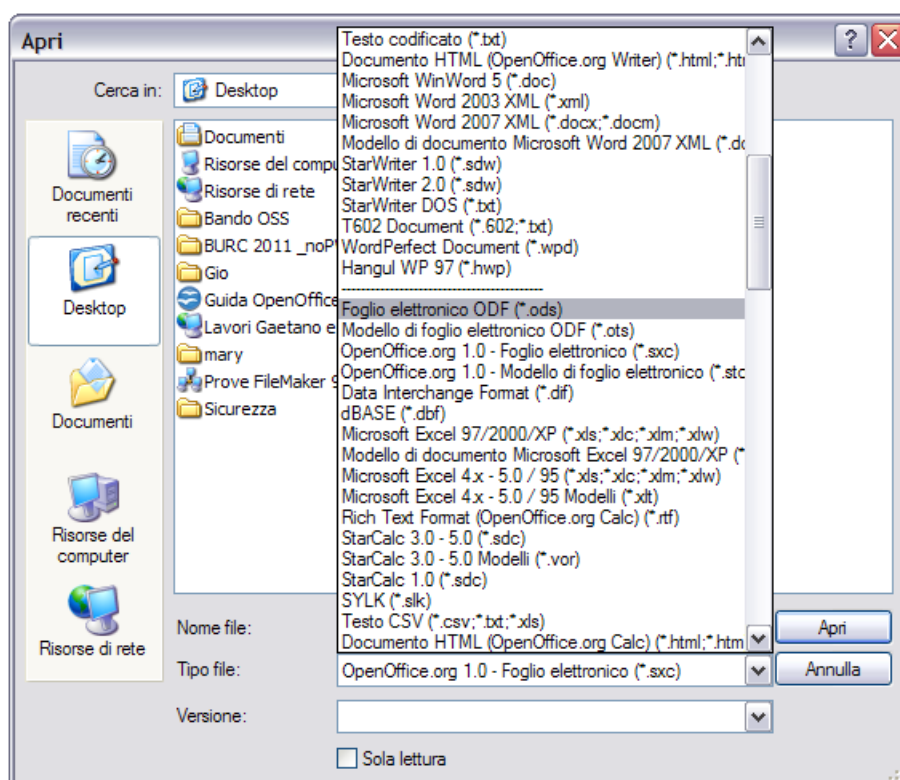 Apri
Cerca in:
Desktop
Documenti recenti
Desktop
Documenti
Risorse del computer
Risorse di rete
Documenti
Risorse del compu
Risorse di rete
Bando OSS
BURC 2011 _noP
Gio
Guida OpenOffice
Lavori Gaetano e
mary
Prove FileMaker 9
Sicurezza
Testo codificato (*.txt)
Documento HTML (OpenOffice.org Writer) (*.html;*.htm
Microsoft WinWord 5 (*.doc)
Microsoft Word 2003 XML (*.xml)
Microsoft Word 2007 XML (*.docx;*.docm)
Modello di documento Microsoft Word 2007 XML (*.do
StarWriter 1.0 (*.sdw)
StarWriter 2.0 (*.sdw)
StarWriter DOS (*.txt)
T602 Document (*.602;*.txt)
WordPerfect Document (*.wpd)
Hangul WP 97 (*.hwp)
--------------------------------------------
Foglio elettronico ODF (*.ods)
Modello di foglio elettronico ODF (*.ots)
OpenOffice.org 1.0 - Foglio elettronico (*.sxc)
OpenOffice.org 1.0 - Modello di foglio elettronico (*.stc
Data Interchange Format (*.dif)
dBASE (*.dbf)
Microsoft Excel 97/2000/XP (*.xls;*.xlc;*.xlm;*.xlw)
Modello di documento Microsoft Excel 97/2000/XP (*
Microsoft Excel 4.x - 5.0 / 95 (*.xls;*.xlc;*.xlm;*.xlw)
Microsoft Excel 4.x - 5.0 / 95 Modelli (*.xlt)
Rich Text Format (OpenOffice.org Calc) (*.rtf)
StarCalc 3.0 - 5.0 (*.sdc)
StarCalc 3.0 - 5.0 Modelli (*.vor)
StarCalc 1.0 (*.sdc)
SYLK (*.slk)
Testo CSV (*.csv;*.txt;*.xls)
Documento HTML (OpenOffice.org Calc) (*.html;*.htm
Nome file:
Apri
Tipo file:
OpenOffice.org 1.0 - Foglio elettronico (*.sxc)
Annulla
Versione:
Sola lettura